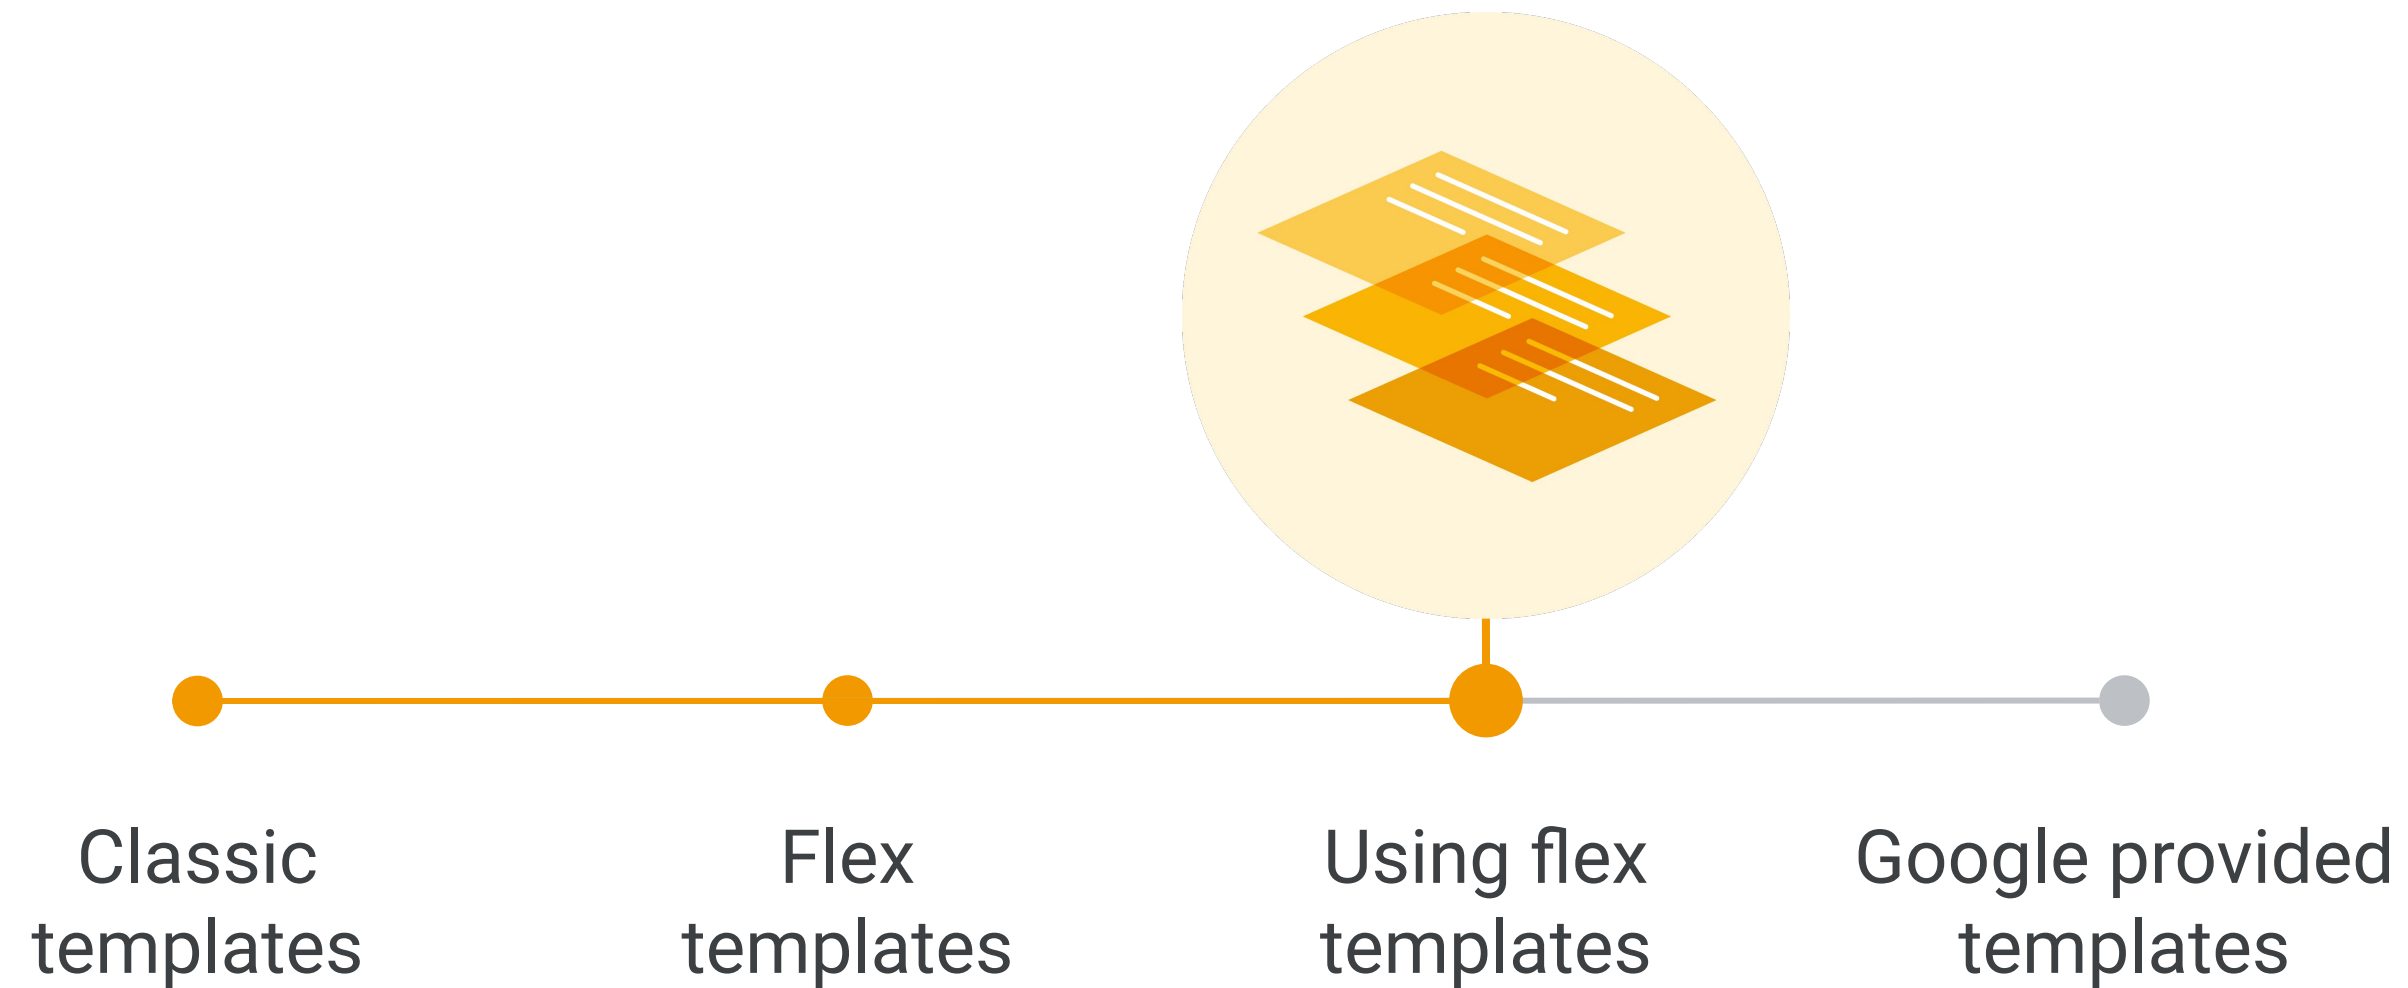 Classic
templates
Flex
templates
Using flex
templates
Google provided
templates